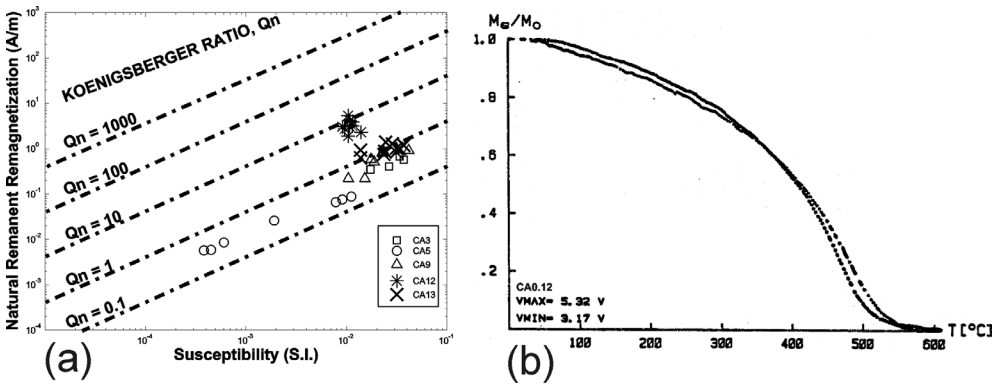 Natural Remanent Remagnetization (A/m)
10^3
10^2
10^1
10^0
10^-1
10^-2
10^-3
10^-4
KOENIGSBERGER RATIO, Qn
Qn = 1000
Qn = 100
Qn = 10
Qn = 1
Qn = 0.1
CA3
CA5
CA9
CA12
CA13
10^-4
10^-3
10^-2
10^-1
Susceptibility (S.I.)
(a)
MG/MO
1.0
.8
.6
.4
.2
CA0.12
VMAX= 5.32 V
VMIN= 3.17 V
100
200
300
400
500
600
T[°C]
(b)